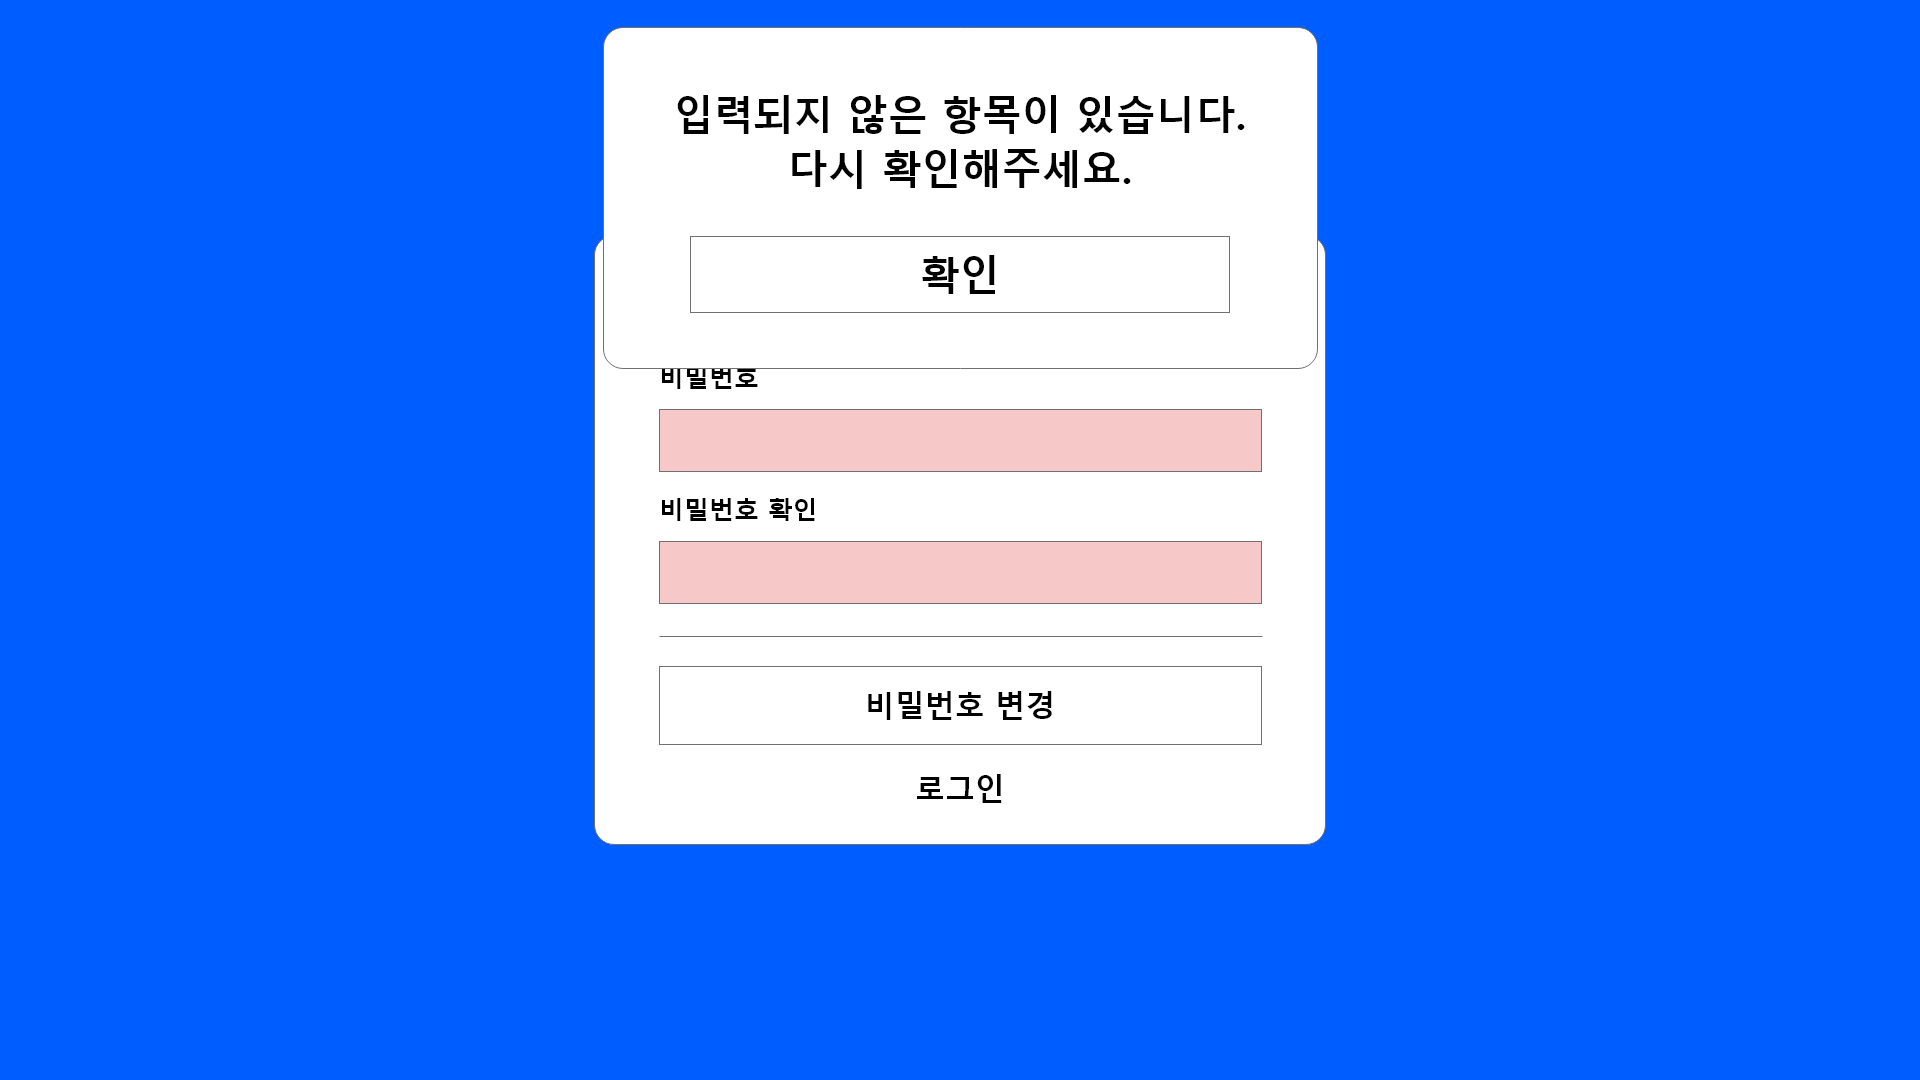 입력되지 않은 항목이 있습니다.
다시 확인해주세요.
확인
비밀번호
비밀번호 확인
비밀번호 변경
로그인